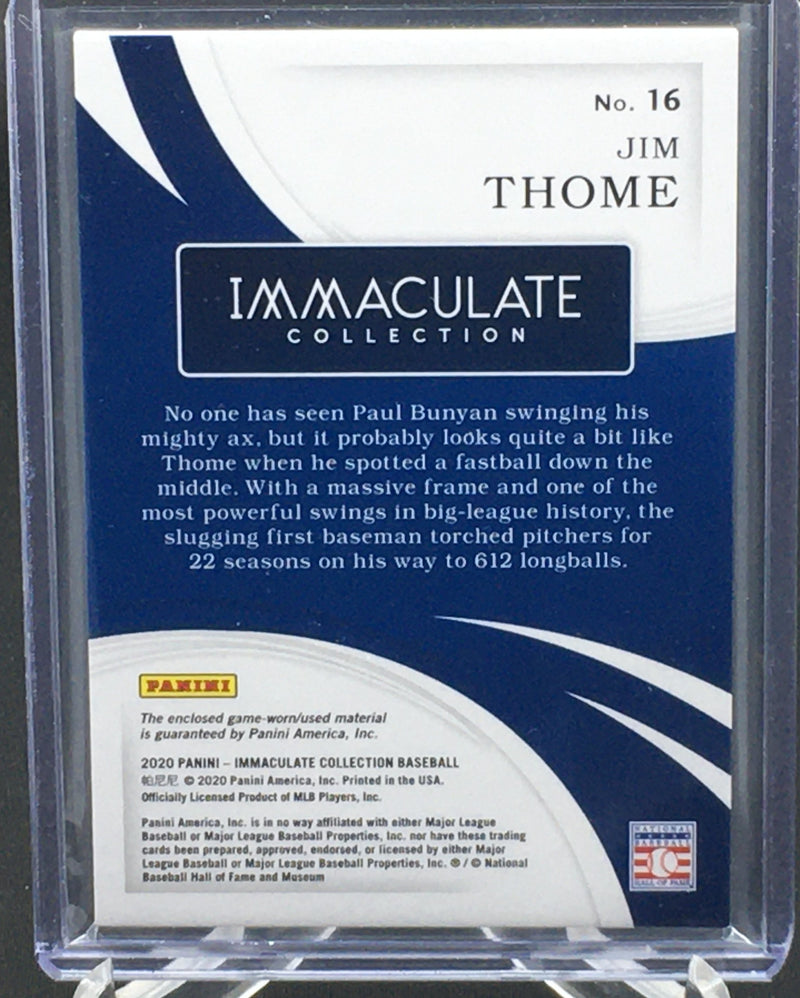 No. 16
JIM
THOME
IMMACULATE
COLLECTION
No one has seen Paul Bunyan swinging his
mighty ax, but it probably looks quite a bit like
Thome when he spotted a fastball down the
middle. With a massive frame and one of the
most powerful swings in big-league history, the
slugging first baseman torched pitchers for
22 seasons on his way to 612 longballs.
PANINI
The enclosed game-worn/used material
is guaranteed by Panini America, Inc.
2020 PANINI – IMMACULATE COLLECTION BASEBALL
帕尼尼 © 2020 Panini America, Inc. Printed in the USA.
Officially Licensed Product of MLB Players, Inc.
Panini America, Inc. is in no way affiliated with either Major League
Baseball or Major League Baseball Properties, Inc. nor have these trading
cards been prepared, approved, endorsed, or licensed by either Major
League Baseball or Major League Baseball Properties, Inc. ® / © National
Baseball Hall of Fame and Museum
NATIONAL
BASEBALL
HALL OF FAME